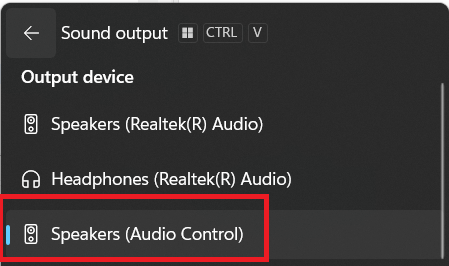 Sound output CTRL V
Output device
Speakers (Realtek(R) Audio)
Headphones (Realtek(R) Audio)
Speakers (Audio Control)